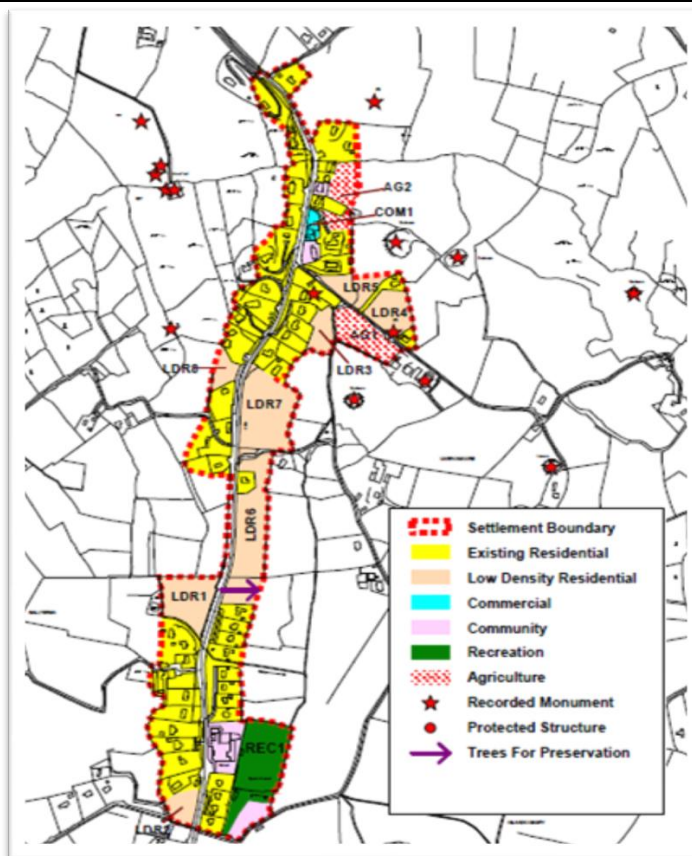 AG2
COM1
LDR5
LDR4
AG1
LDR3
LDR8
LDR7
LDR6
LDR1
REC1
LDR2
Settlement Boundary
Existing Residential
Low Density Residential
Commercial
Community
Recreation
Agriculture
Recorded Monument
Protected Structure
Trees For Preservation